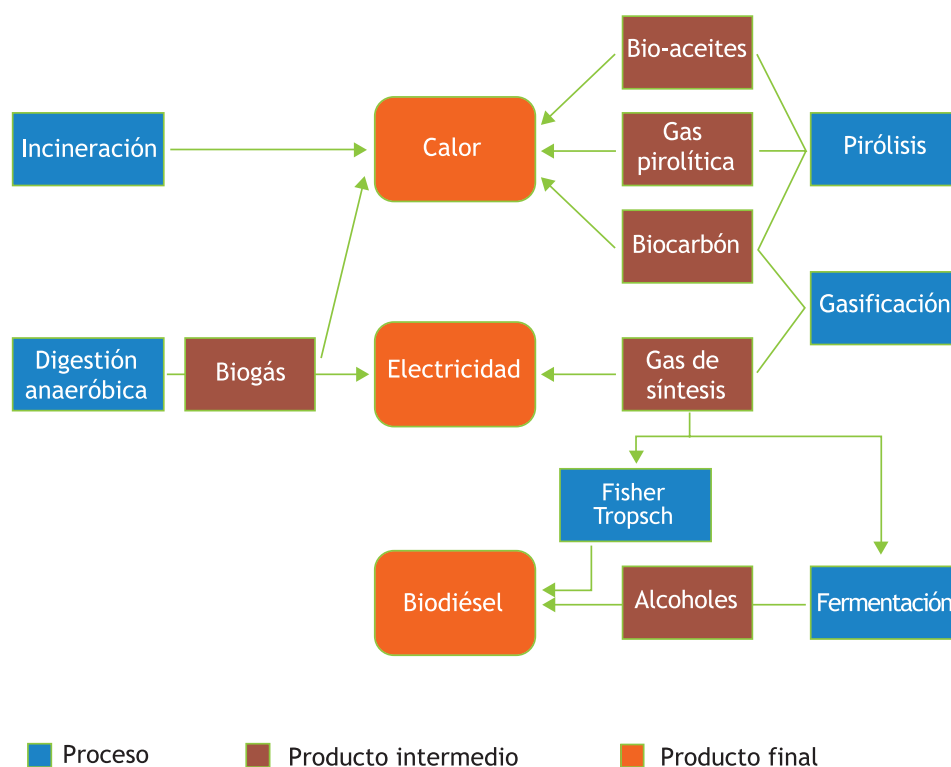 Bio-aceites
Incineración
Calor
Gas
pirolítica
Pirólisis
Biocarbón
Gasificación
Digestión
anaeróbica
Biogás
Electricidad
Gas de
síntesis
Fisher
Tropsch
Biodiésel
Alcoholes
Fermentación
Proceso
Producto intermedio
Producto final